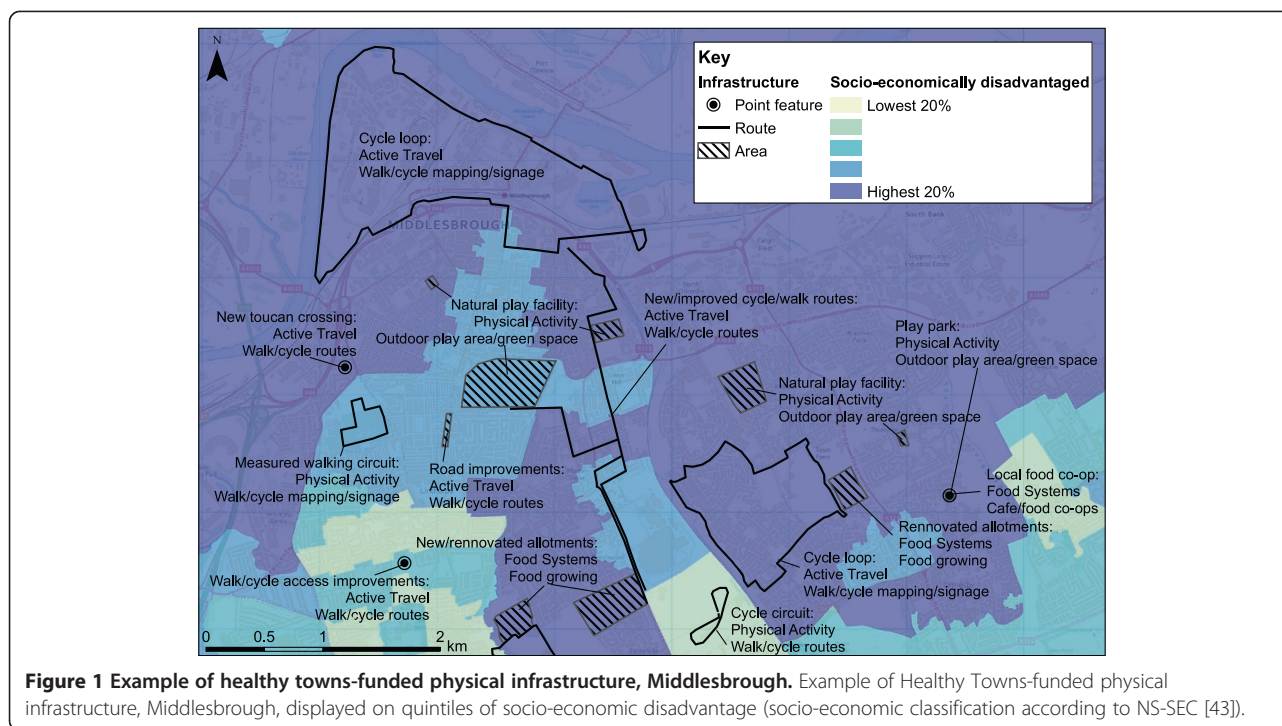 N
Key
Infrastructure
Point feature
Route
Area
Socio-economically disadvantaged
Lowest 20%
Highest 20%
Cycle loop:
Active Travel
Walk/cycle mapping/signage
MIDDLESBROUGH
Natural play facility:
Physical Activity
Outdoor play area/green space
New toucan crossing:
Active Travel
Walk/cycle routes
New/improved cycle/walk routes:
Active Travel
Walk/cycle routes
Play park:
Physical Activity
Outdoor play area/green space
Natural play facility:
Physical Activity
Outdoor play area/green space
Measured walking circuit:
Physical Activity
Walk/cycle mapping/signage
Road improvements:
Active Travel
Walk/cycle routes
Local food co-op:
Food Systems
Cafe/food co-ops
Rennovated allotments:
Food Systems
Food growing
New/rennovated allotments:
Food Systems
Food growing
Cycle loop:
Active Travel
Walk/cycle mapping/signage
Walk/cycle access improvements:
Active Travel
Walk/cycle routes
Cycle circuit:
Physical Activity
Walk/cycle routes
0 0.5 1 2
km
Figure 1 Example of healthy towns-funded physical infrastructure, Middlesbrough. Example of Healthy Towns-funded physical
infrastructure, Middlesbrough, displayed on quintiles of socio-economic disadvantage (socio-economic classification according to NS-SEC [43]).